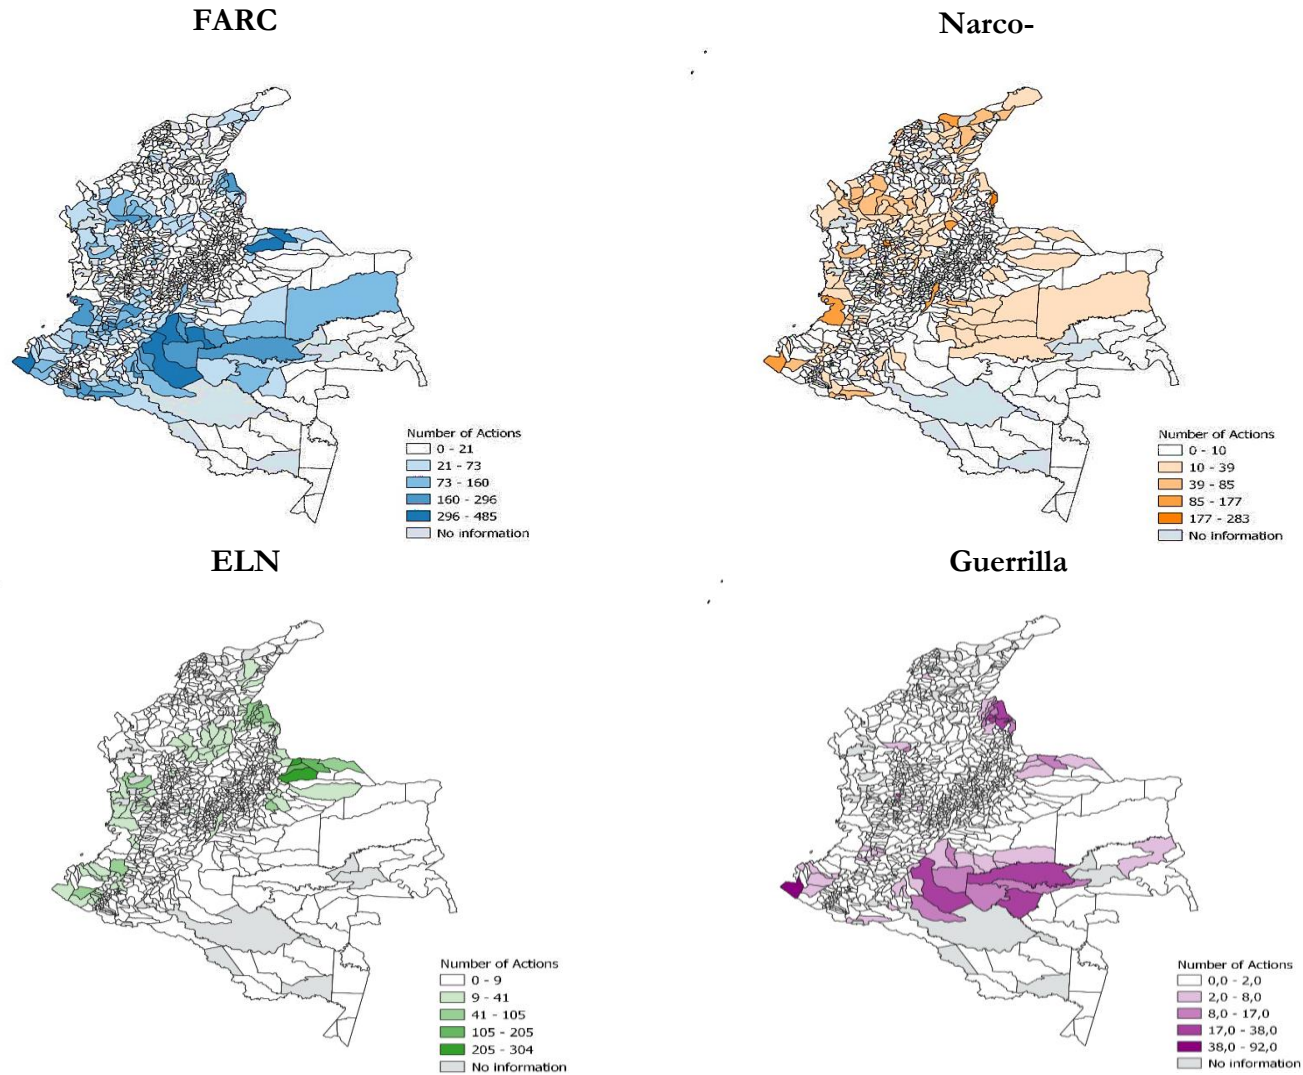 FARC
Narco-
Number of Actions
0 - 21
21 - 73
73 - 160
160 - 296
296 - 485
No information
Number of Actions
0 - 10
10 - 39
39 - 85
85 - 177
177 - 283
No information
ELN
Guerrilla
Number of Actions
0 - 9
9 - 41
41 - 105
105 - 205
205 - 304
No information
Number of Actions
0,0 - 2,0
2,0 - 8,0
8,0 - 17,0
17,0 - 38,0
38,0 - 92,0
No information